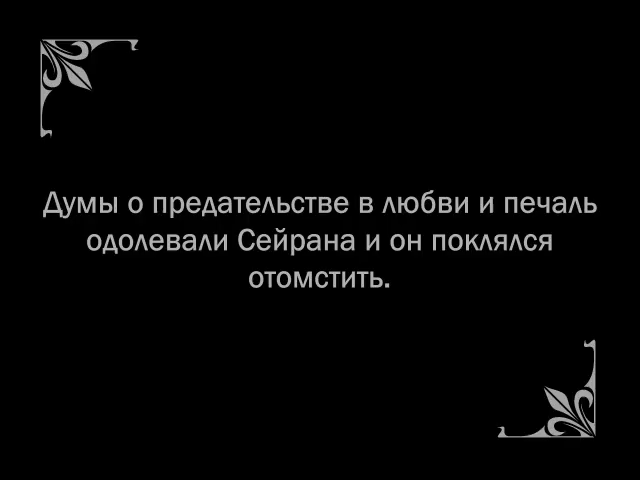 Думы о предательстве в любви и печаль
одолевали Сейрана и он поклялся
отомстить.